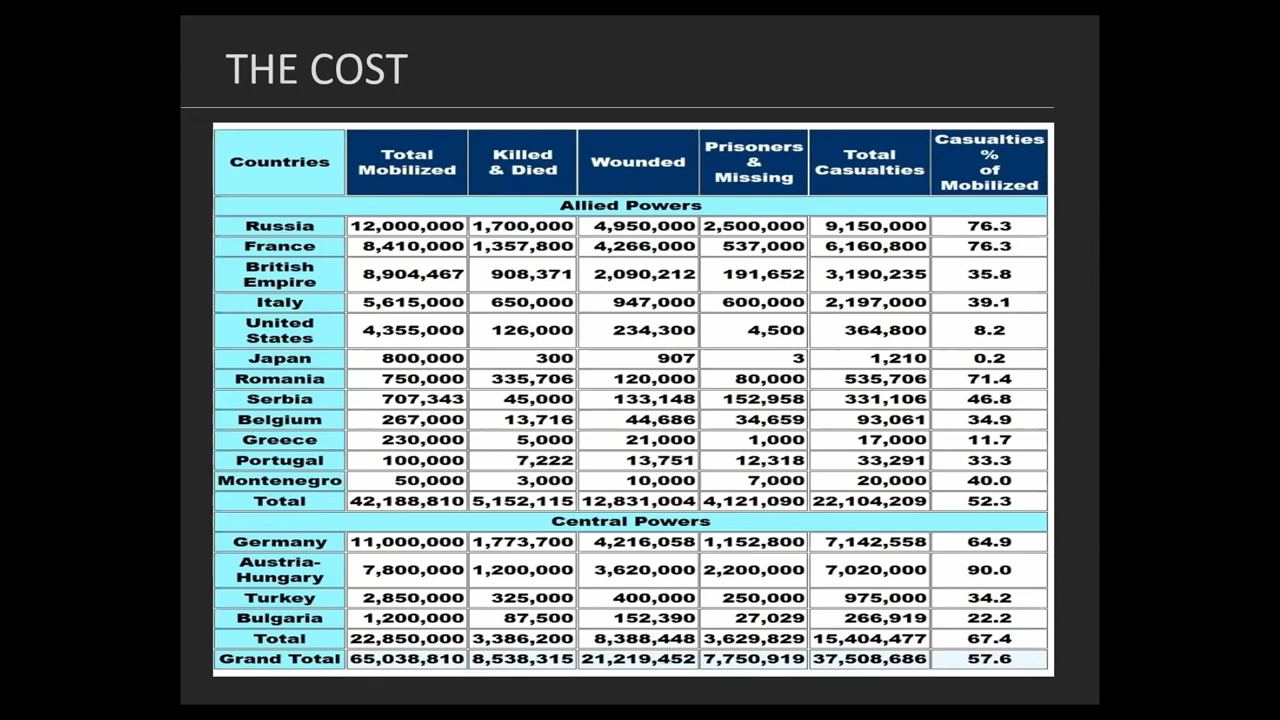 THE COST
Countries Total Mobilized Killed & Died Wounded Prisoners & Missing Total Casualties Casualties % of Mobilized
Allied Powers
Russia 12,000,000 1,700,000 4,950,000 2,500,000 9,150,000 76.3
France 8,410,000 1,357,800 4,266,000 537,000 6,160,800 76.3
British Empire 8,904,467 908,371 2,090,212 191,652 3,190,235 35.8
Italy 5,615,000 650,000 947,000 600,000 2,197,000 39.1
United States 4,355,000 126,000 234,300 4,500 364,800 8.2
Japan 800,000 300 907 3 1,210 0.2
Romania 750,000 335,706 120,000 80,000 535,706 71.4
Serbia 707,343 45,000 133,148 152,958 331,106 46.8
Belgium 267,000 13,716 44,686 34,659 93,061 34.9
Greece 230,000 5,000 21,000 1,000 17,000 11.7
Portugal 100,000 7,222 13,751 12,318 33,291 33.3
Montenegro 50,000 3,000 10,000 7,000 20,000 40.0
Total 42,188,810 5,152,115 12,831,004 4,121,090 22,104,209 52.3
Central Powers
Germany 11,000,000 1,773,700 4,216,058 1,152,800 7,142,558 64.9
Austria-Hungary 7,800,000 1,200,000 3,620,000 2,200,000 7,020,000 90.0
Turkey 2,850,000 325,000 400,000 250,000 975,000 34.2
Bulgaria 1,200,000 87,500 152,390 27,029 266,919 22.2
Total 22,850,000 3,386,200 8,388,448 3,629,829 15,404,477 67.4
Grand Total 65,038,810 8,538,315 21,219,452 7,750,919 37,508,686 57.6